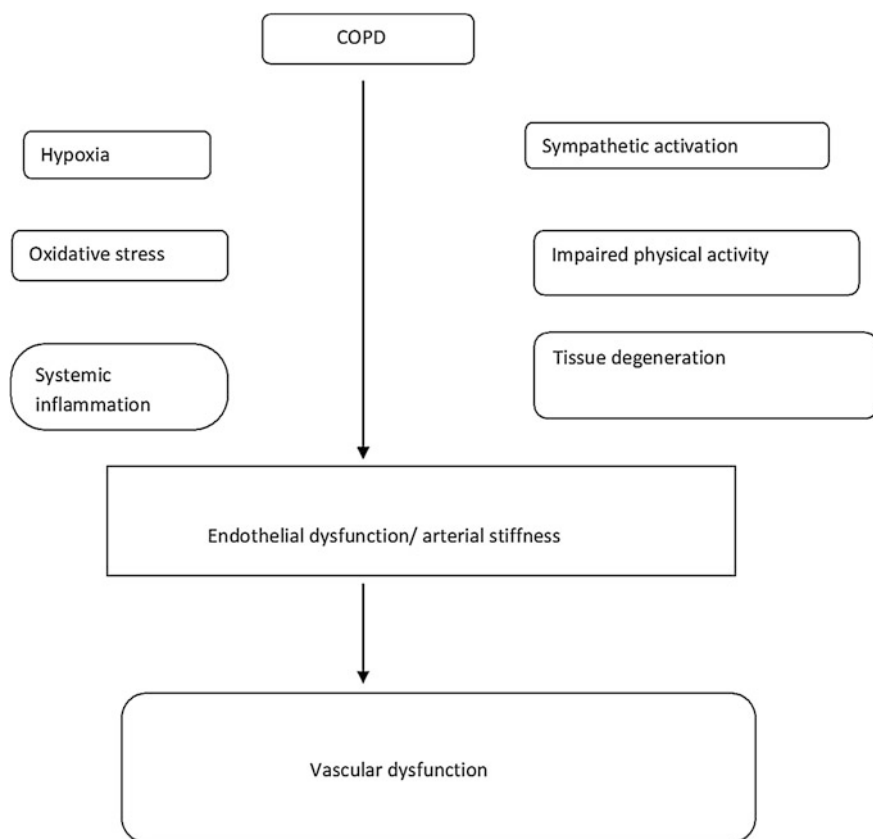 COPD
Hypoxia
Sympathetic activation
Oxidative stress
Impaired physical activity
Systemic
inflammation
Tissue degeneration
Endothelial dysfunction/ arterial stiffness
Vascular dysfunction